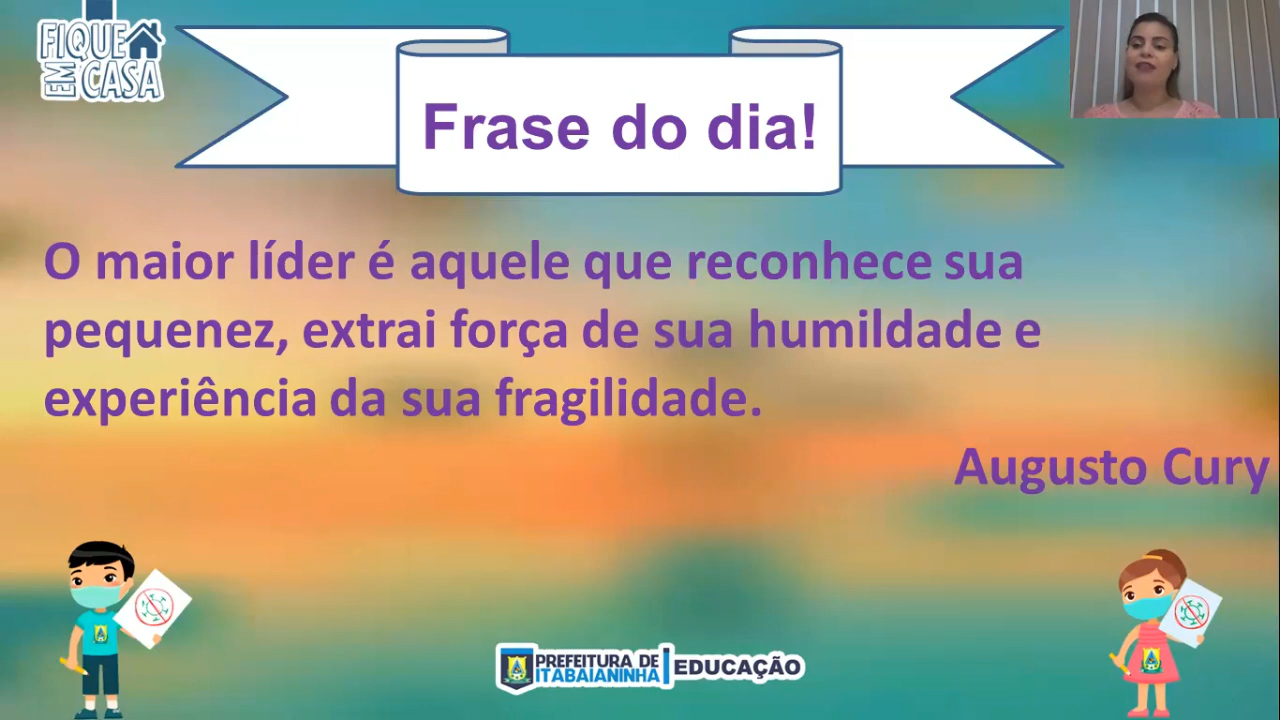 FIQUE
EM CASA
Frase do dia!
O maior líder é aquele que reconhece sua
pequenez, extrai força de sua humildade e
experiência da sua fragilidade.
Augusto Cury
PREFEITURA DE
ITABAIANINHA
EDUCAÇÃO